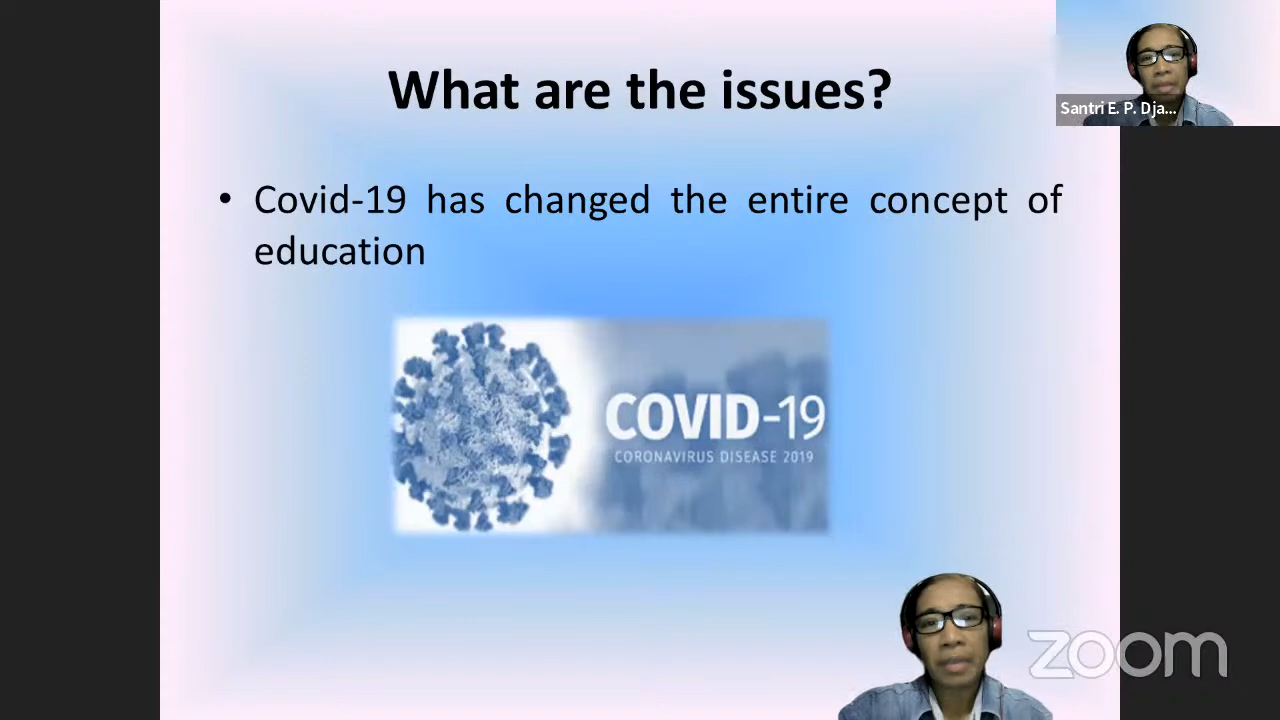 What are the issues?
Santri E. P. Dja...
• Covid-19 has changed the entire concept of
education
COVID-19
CORONAVIRUS DISEASE 2019
zoom